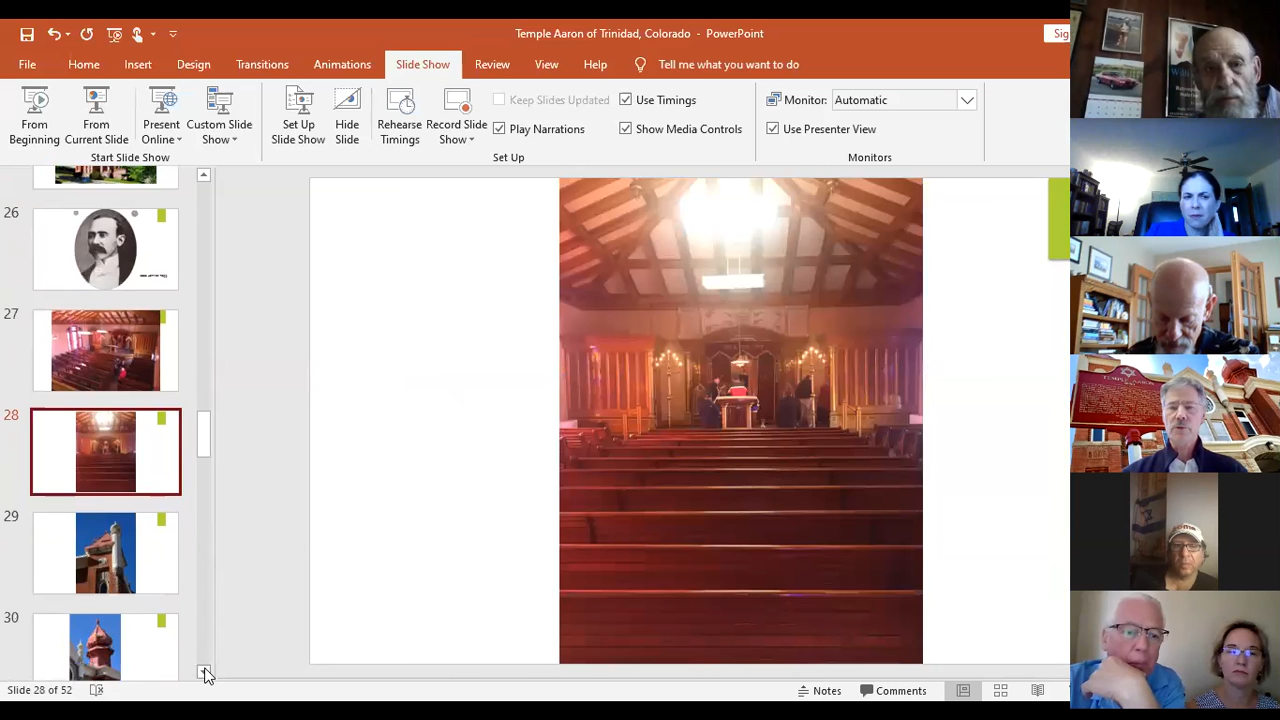 Temple Aaron of Trinidad, Colorado - PowerPoint
File Home Insert Design Transitions Animations Slide Show Review View Help Tell me what you want to do
From Beginning
From Current Slide
Present Online
Custom Slide Show
Start Slide Show
Set Up Slide Show
Hide Slide
Rehearse Timings
Record Slide Show
Keep Slides Updated
Play Narrations
Use Timings
Show Media Controls
Set Up
Monitor: Automatic
Use Presenter View
Monitors
26
27
28
29
30
Slide 28 of 52
Notes Comments
TEMPLE AARON